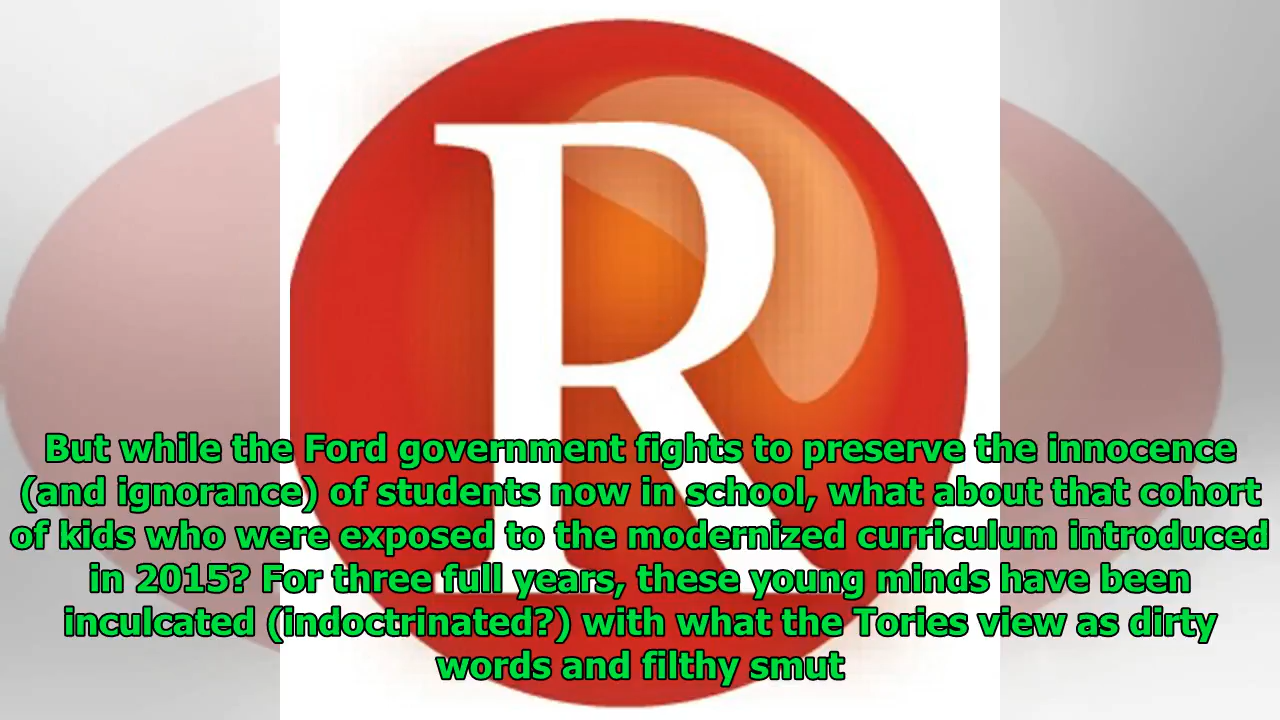 R
But while the Ford government fights to preserve the innocence
(and ignorance) of students now in school, what about that cohort
of kids who were exposed to the modernized curriculum introduced
in 2015? For three full years, these young minds have been
inculcated (indoctrinated?) with what the Tories view as dirty
words and filthy smut